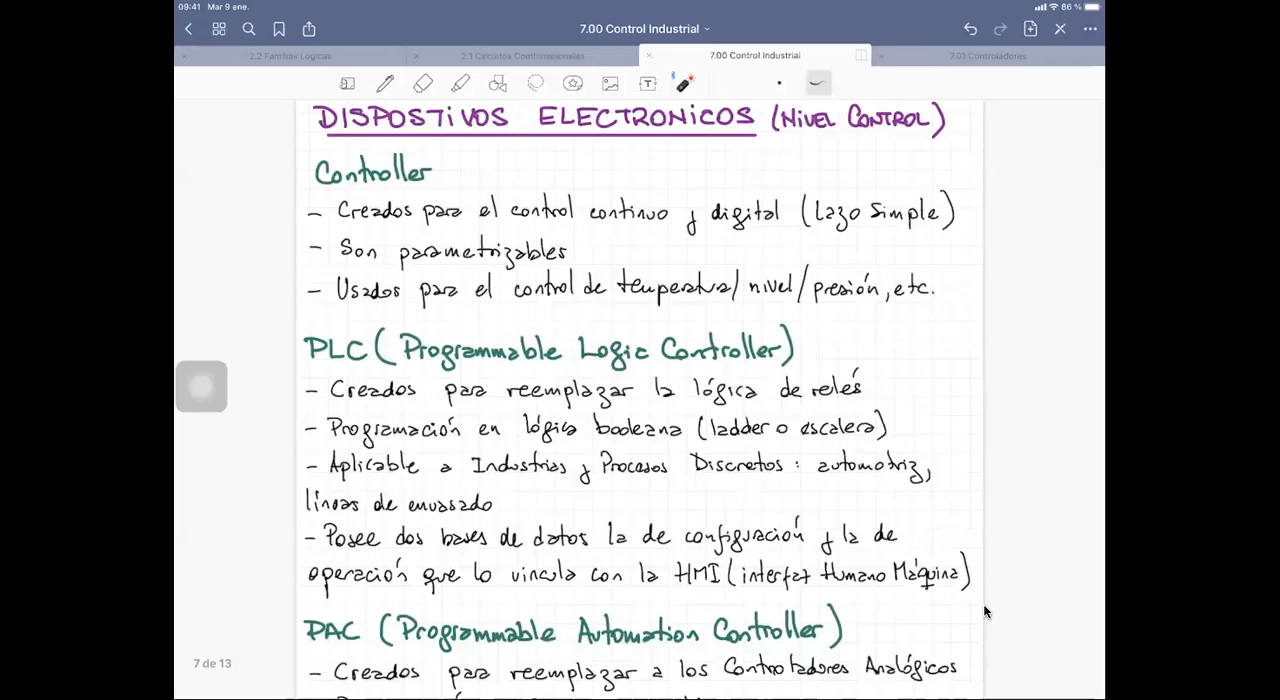 09:41 Mar 9 ene.
86 %
7.00 Control Industrial
2.2 Familias Logicas
2.1 Circuitos Combinacionales
7.00 Control Industrial
7.01 Controladores
DISPOSTIVOS ELECTRONICOS (NIVEL CONTROL)
Controller
- Creados para el control continuo y digital (Lazo Simple)
- Son parametrizables
- Usados para el control de temperatura/nivel/presión, etc.
PLC (Programmable Logic Controller)
- Creados para reemplazar la lógica de relés
- Programación en lógica booleana (ladder o escalera)
- Aplicable a Industrias y Procesos Discretos: automotriz,
líneas de envasado
- Posee dos bases de datos la de configuración y la de
operación que lo vincula con la HMI (interfaz Humano Máquina)
PAC (Programmable Automation Controller)
- Creados para reemplazar a los Controladores Analógicos
7 de 13